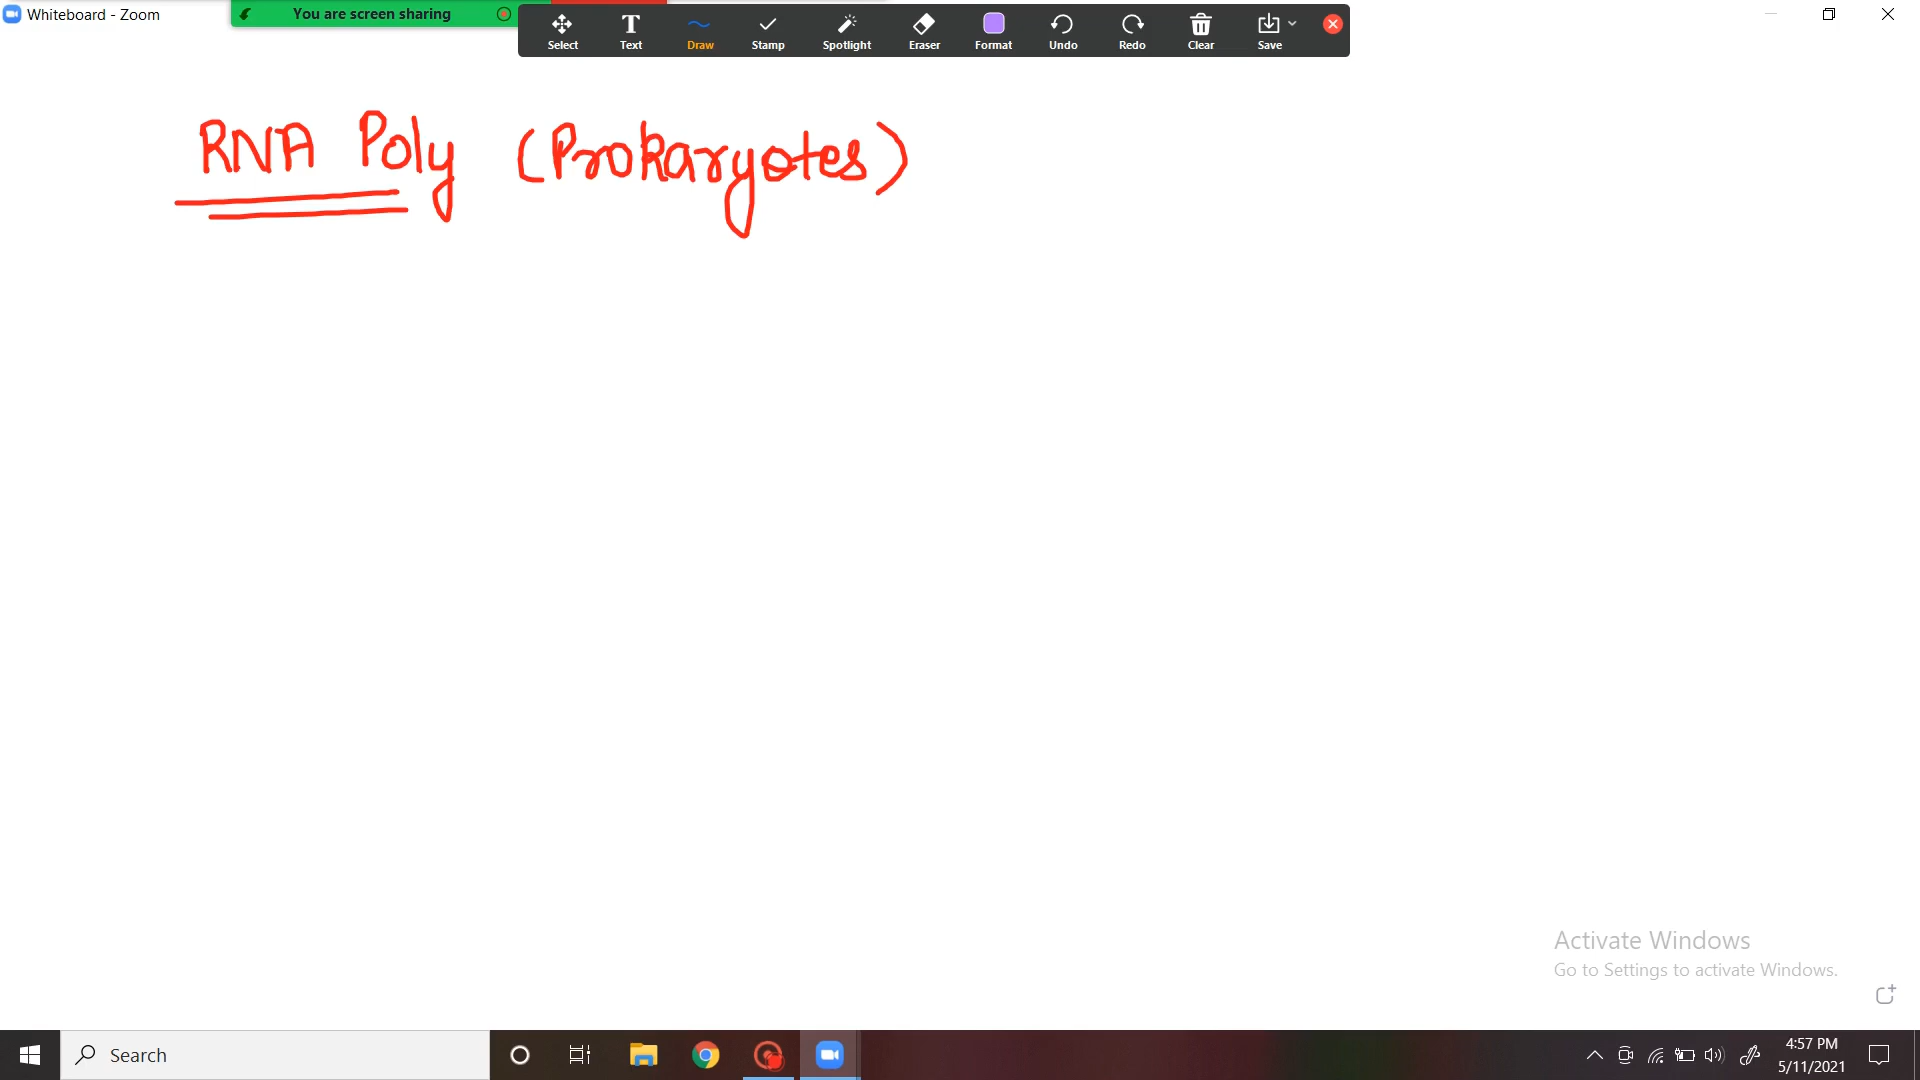 Whiteboard - Zoom
You are screen sharing
Select Text Draw Stamp Spotlight Eraser Format Undo Redo Clear Save
RNA Poly (Prokaryotes)
Activate Windows
Go to Settings to activate Windows.
Search
4:57 PM
5/11/2021